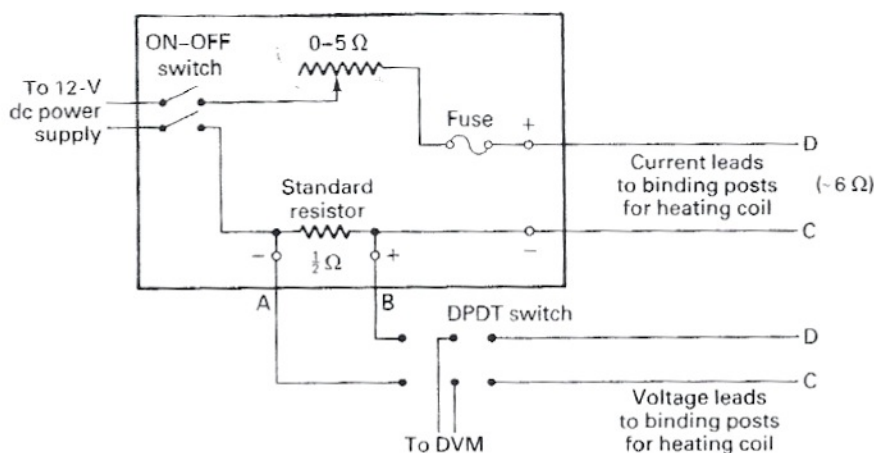 ON–OFF
switch
0–5 Ω
To 12-V
dc power
supply
Fuse
+
D
Current leads
to binding posts
for heating coil
(~6 Ω)
Standard
resistor
C
−
−
½ Ω
+
A
B
DPDT switch
D
C
Voltage leads
to binding posts
for heating coil
To DVM